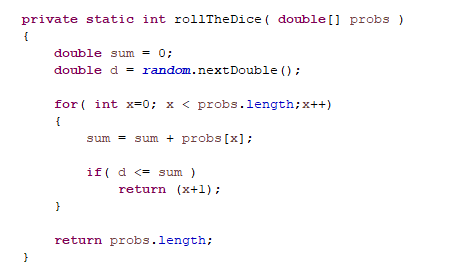 private static int rollTheDice( double[] probs )
{
    double sum = 0;
    double d = random.nextDouble();

    for( int x=0; x < probs.length;x++)
    {
        sum = sum + probs[x];

        if( d <= sum )
            return (x+1);
    }

    return probs.length;
}